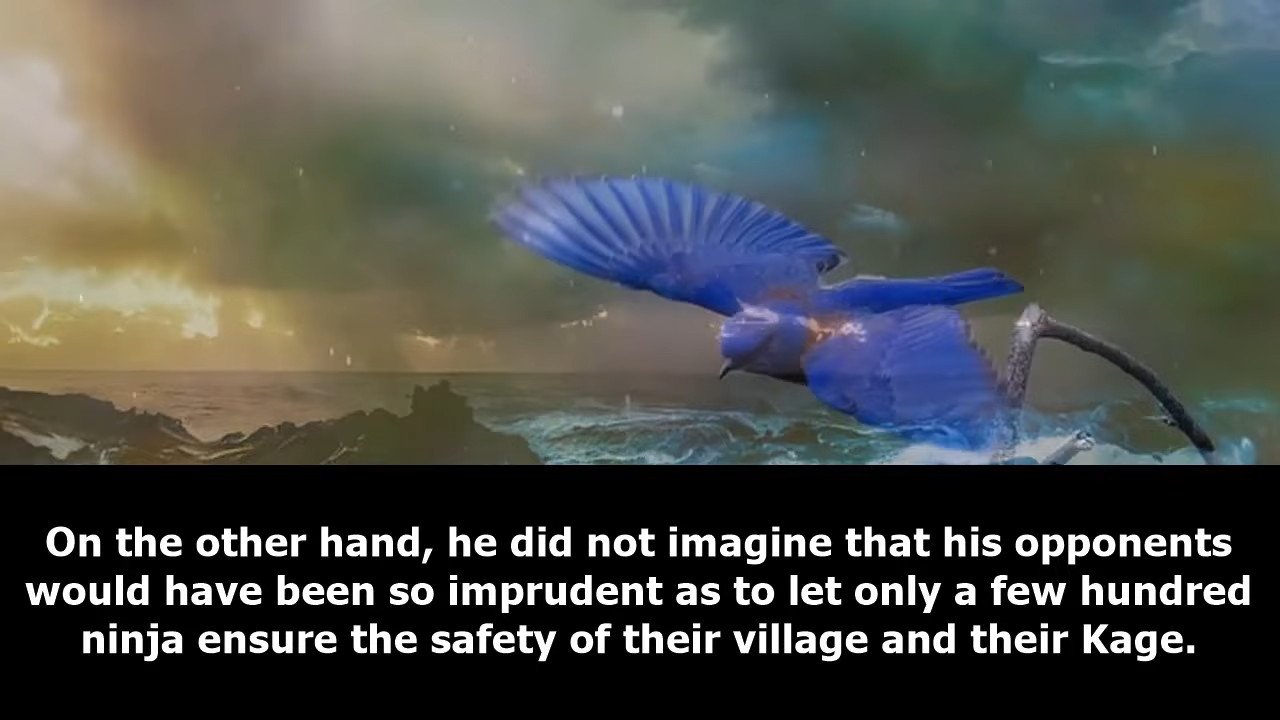 On the other hand, he did not imagine that his opponents
would have been so imprudent as to let only a few hundred
ninja ensure the safety of their village and their Kage.